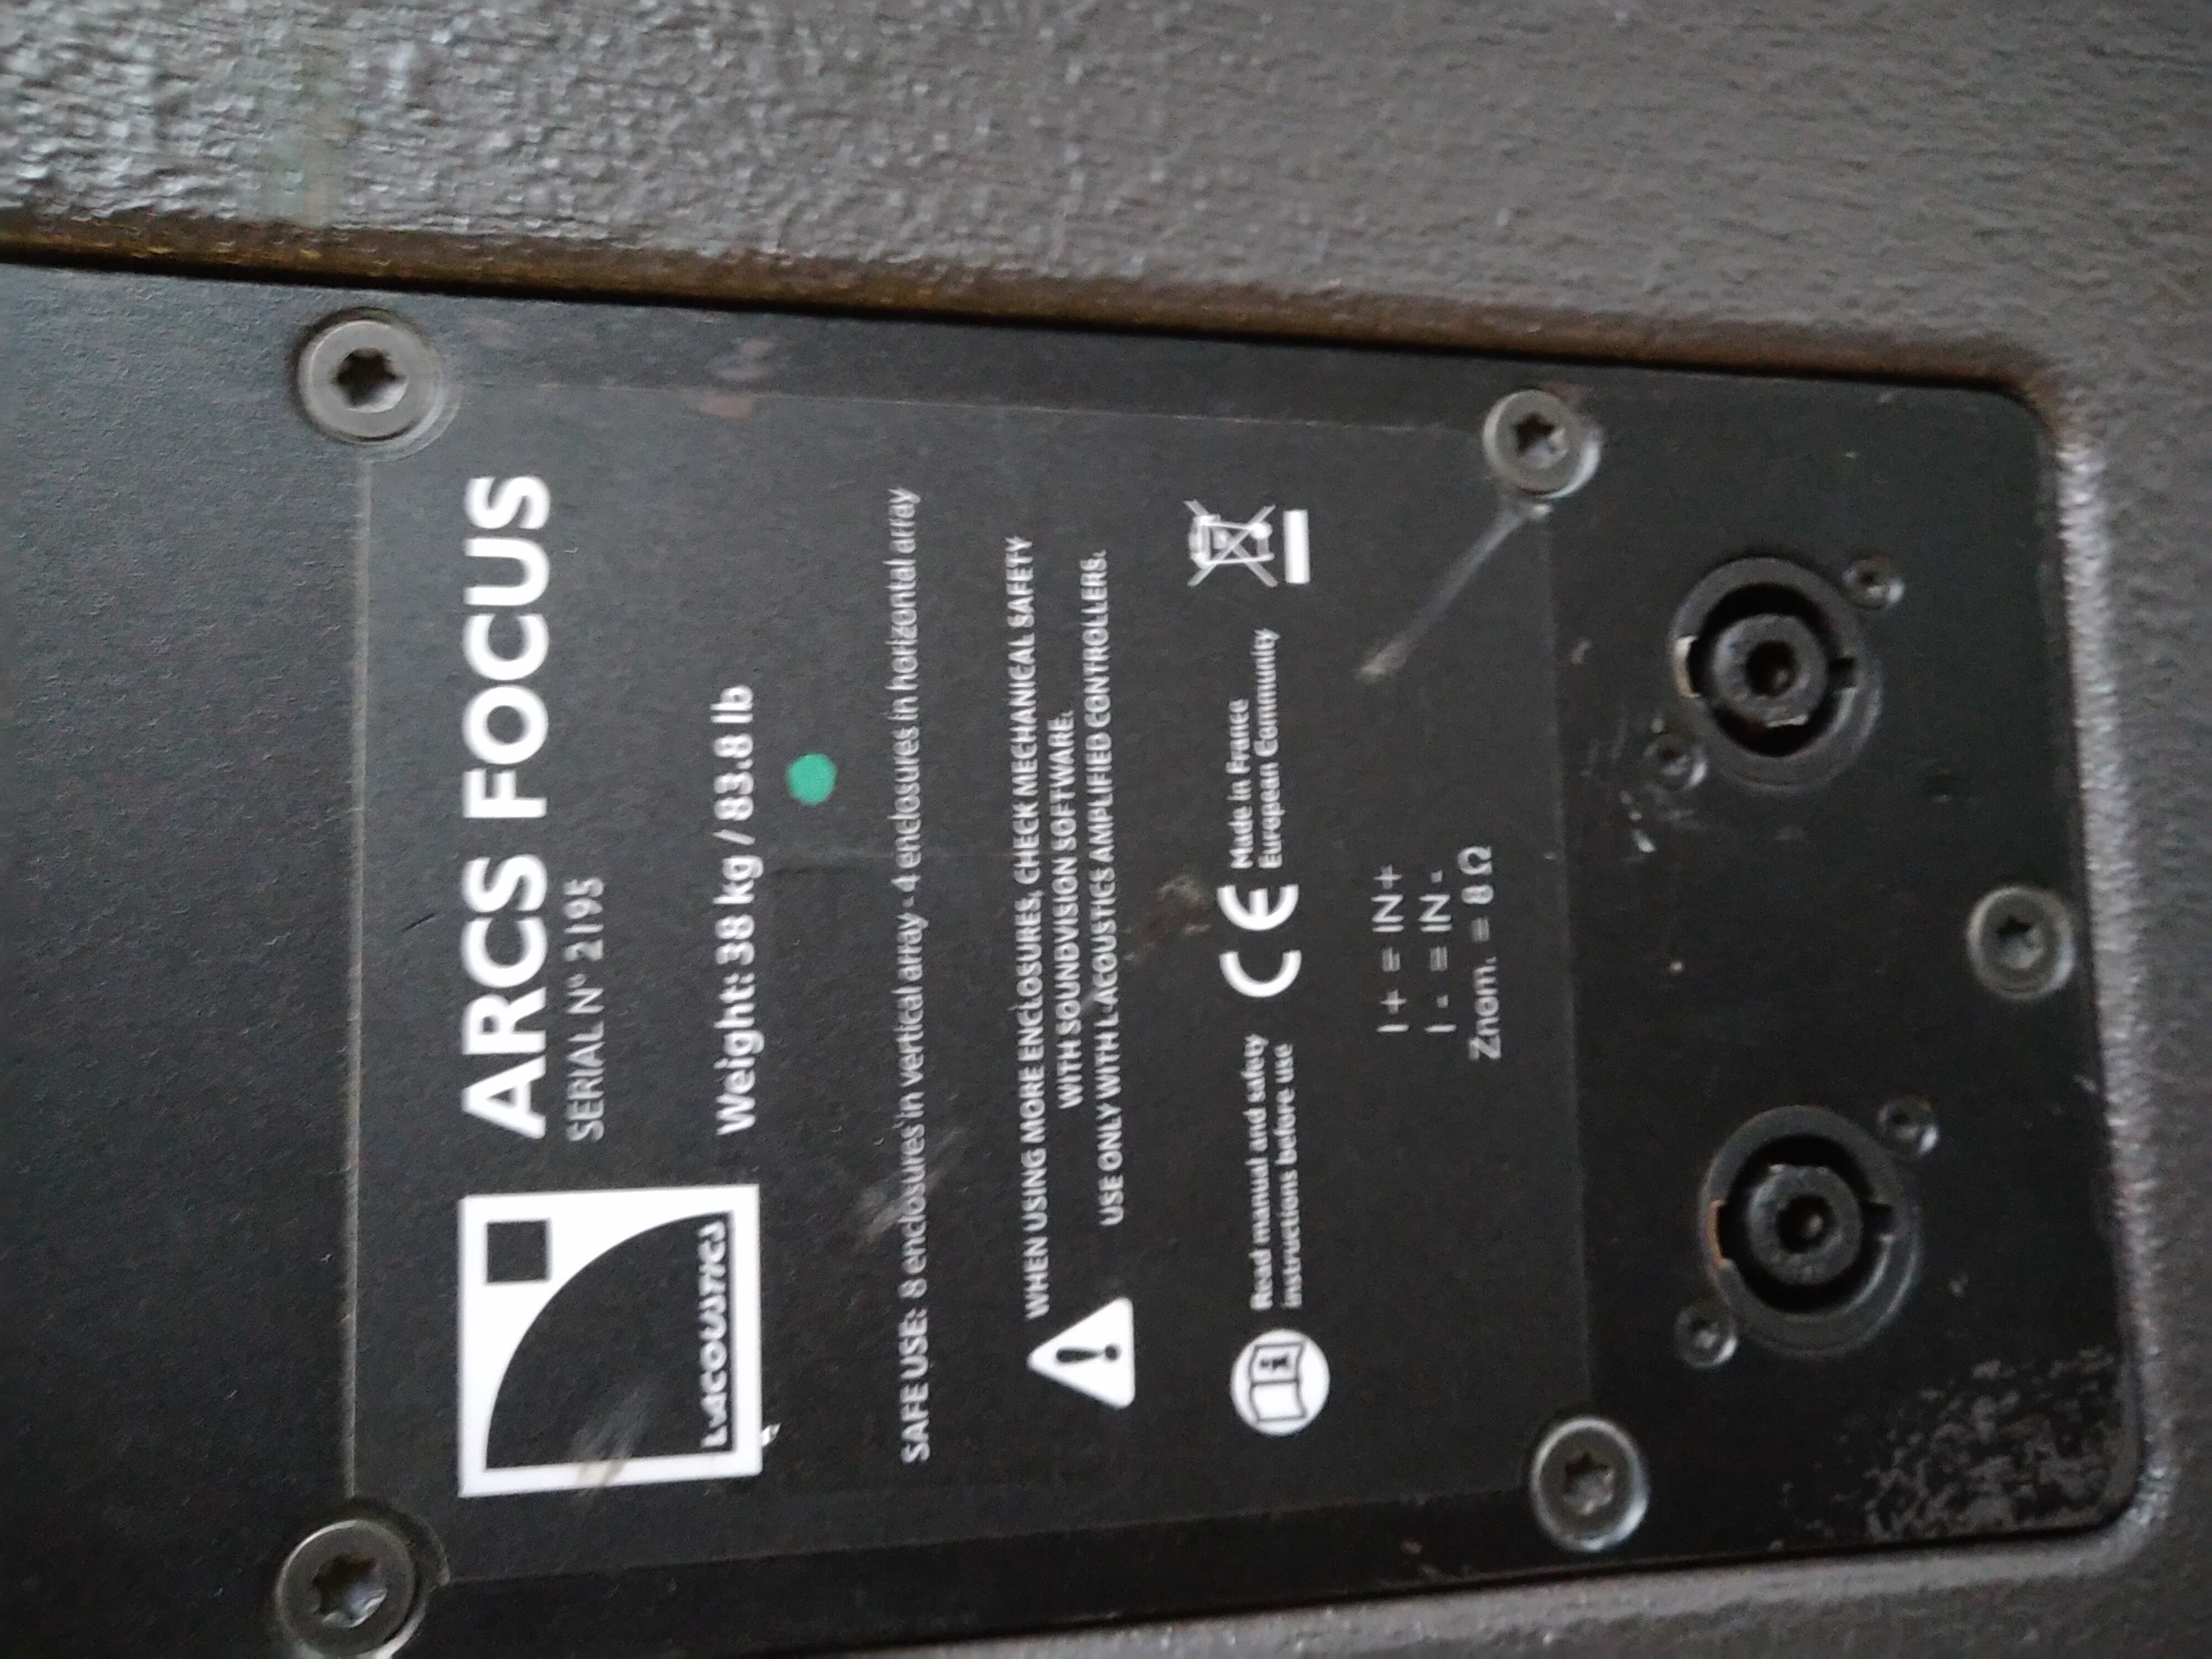 ARCS FOCUS
SERIAL N° 2195
L-ACOUSTICS
Weight: 38 kg / 83.8 lb
SAFE USE: 8 enclosures in vertical array - 4 enclosures in horizontal array
WHEN USING MORE ENCLOSURES, CHECK MECHANICAL SAFETY
WITH SOUNDVISION SOFTWARE.
USE ONLY WITH L-ACOUSTICS AMPLIFIED CONTROLLERS.
Read manual and safety
instructions before use
CE
Made in France
European Community
1+ = IN+
1- = IN-
Znom. = 8 Ω